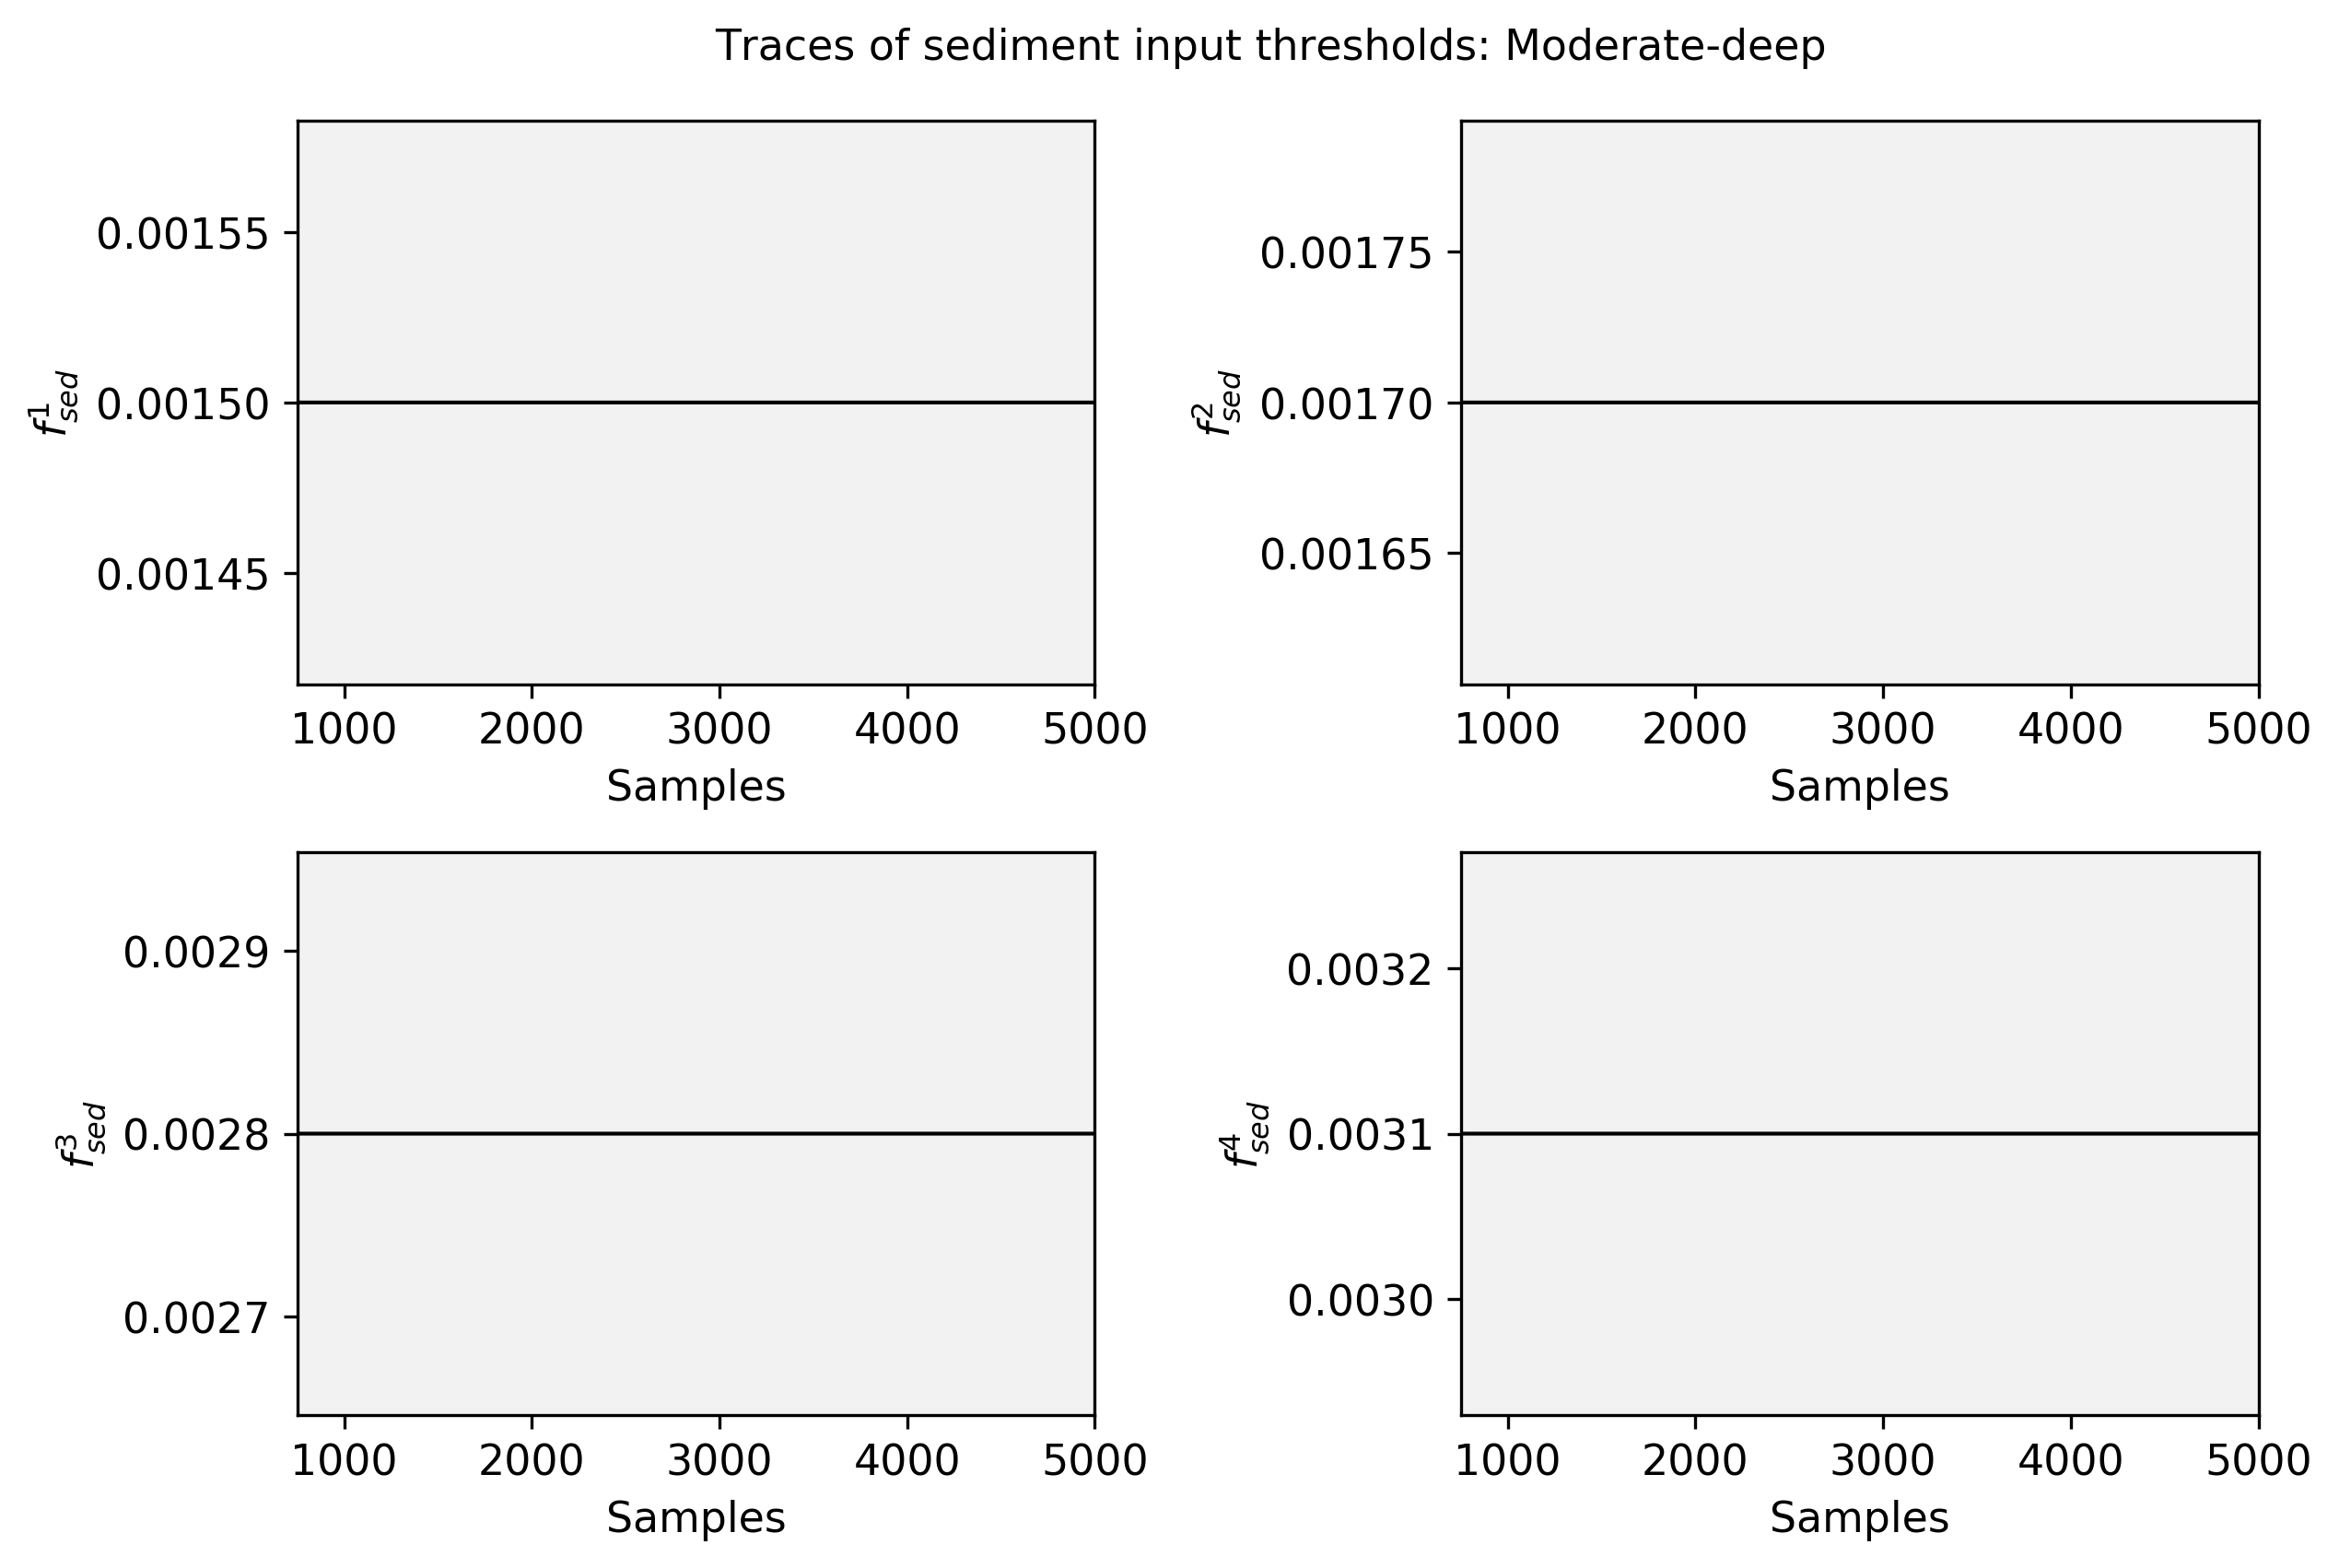 Traces of sediment input thresholds: Moderate-deep
0.00155
0.00150
0.00145
f¹sed
1000 2000 3000 4000 5000
Samples
0.00175
0.00170
0.00165
f²sed
1000 2000 3000 4000 5000
Samples
0.0029
0.0028
0.0027
f³sed
1000 2000 3000 4000 5000
Samples
0.0032
0.0031
0.0030
f⁴sed
1000 2000 3000 4000 5000
Samples